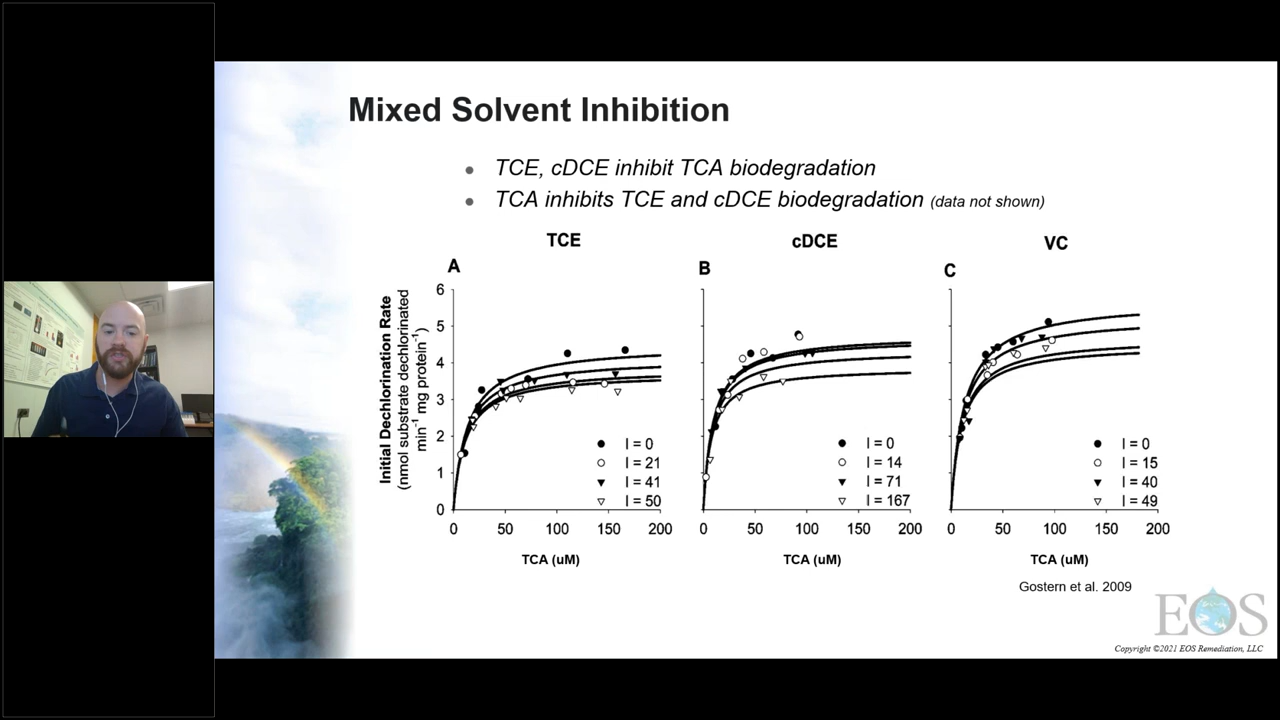 Mixed Solvent Inhibition
TCE, cDCE inhibit TCA biodegradation
TCA inhibits TCE and cDCE biodegradation (data not shown)
TCE
cDCE
VC
A
B
C
Initial Dechlorination Rate
(nmol substrate dechlorinated
min⁻¹ mg protein⁻¹)
6
5
4
3
2
1
0
I = 0
I = 21
I = 41
I = 50
I = 0
I = 14
I = 71
I = 167
I = 0
I = 15
I = 40
I = 49
0 50 100 150 200
0 50 100 150 200
0 50 100 150 200
TCA (uM)
TCA (uM)
TCA (uM)
Gostern et al. 2009
EOS
Copyright ©2021 EOS Remediation, LLC